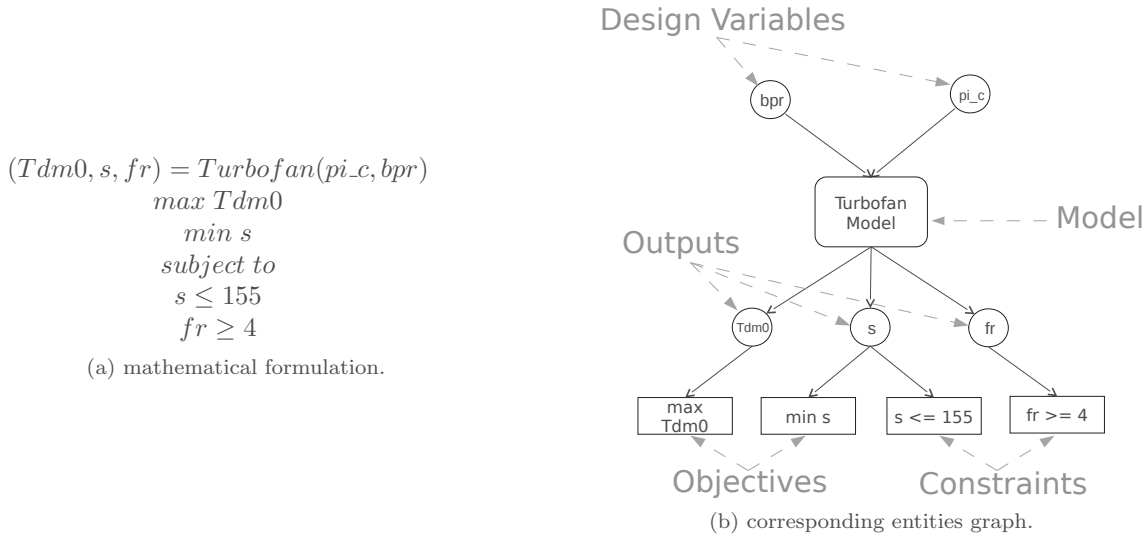 (Tdm0, s, fr) = Turbofan(pi_c, bpr)
max Tdm0
min s
subject to
s ≤ 155
fr ≥ 4
(a) mathematical formulation.
Design Variables
bpr
pi_c
Turbofan
Model
Model
Outputs
Tdm0
s
fr
max
Tdm0
min s
s <= 155
fr >= 4
Objectives
Constraints
(b) corresponding entities graph.